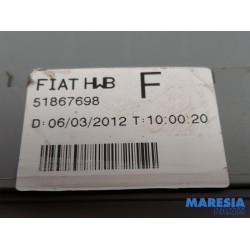 FIAT HWB F
51867698
D: 06/03/2012 T: 10:00:20
MARESIA